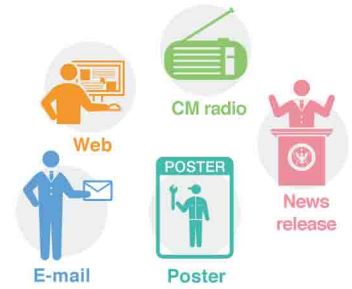 CM radio
Web
News
release
POSTER
E-mail
Poster